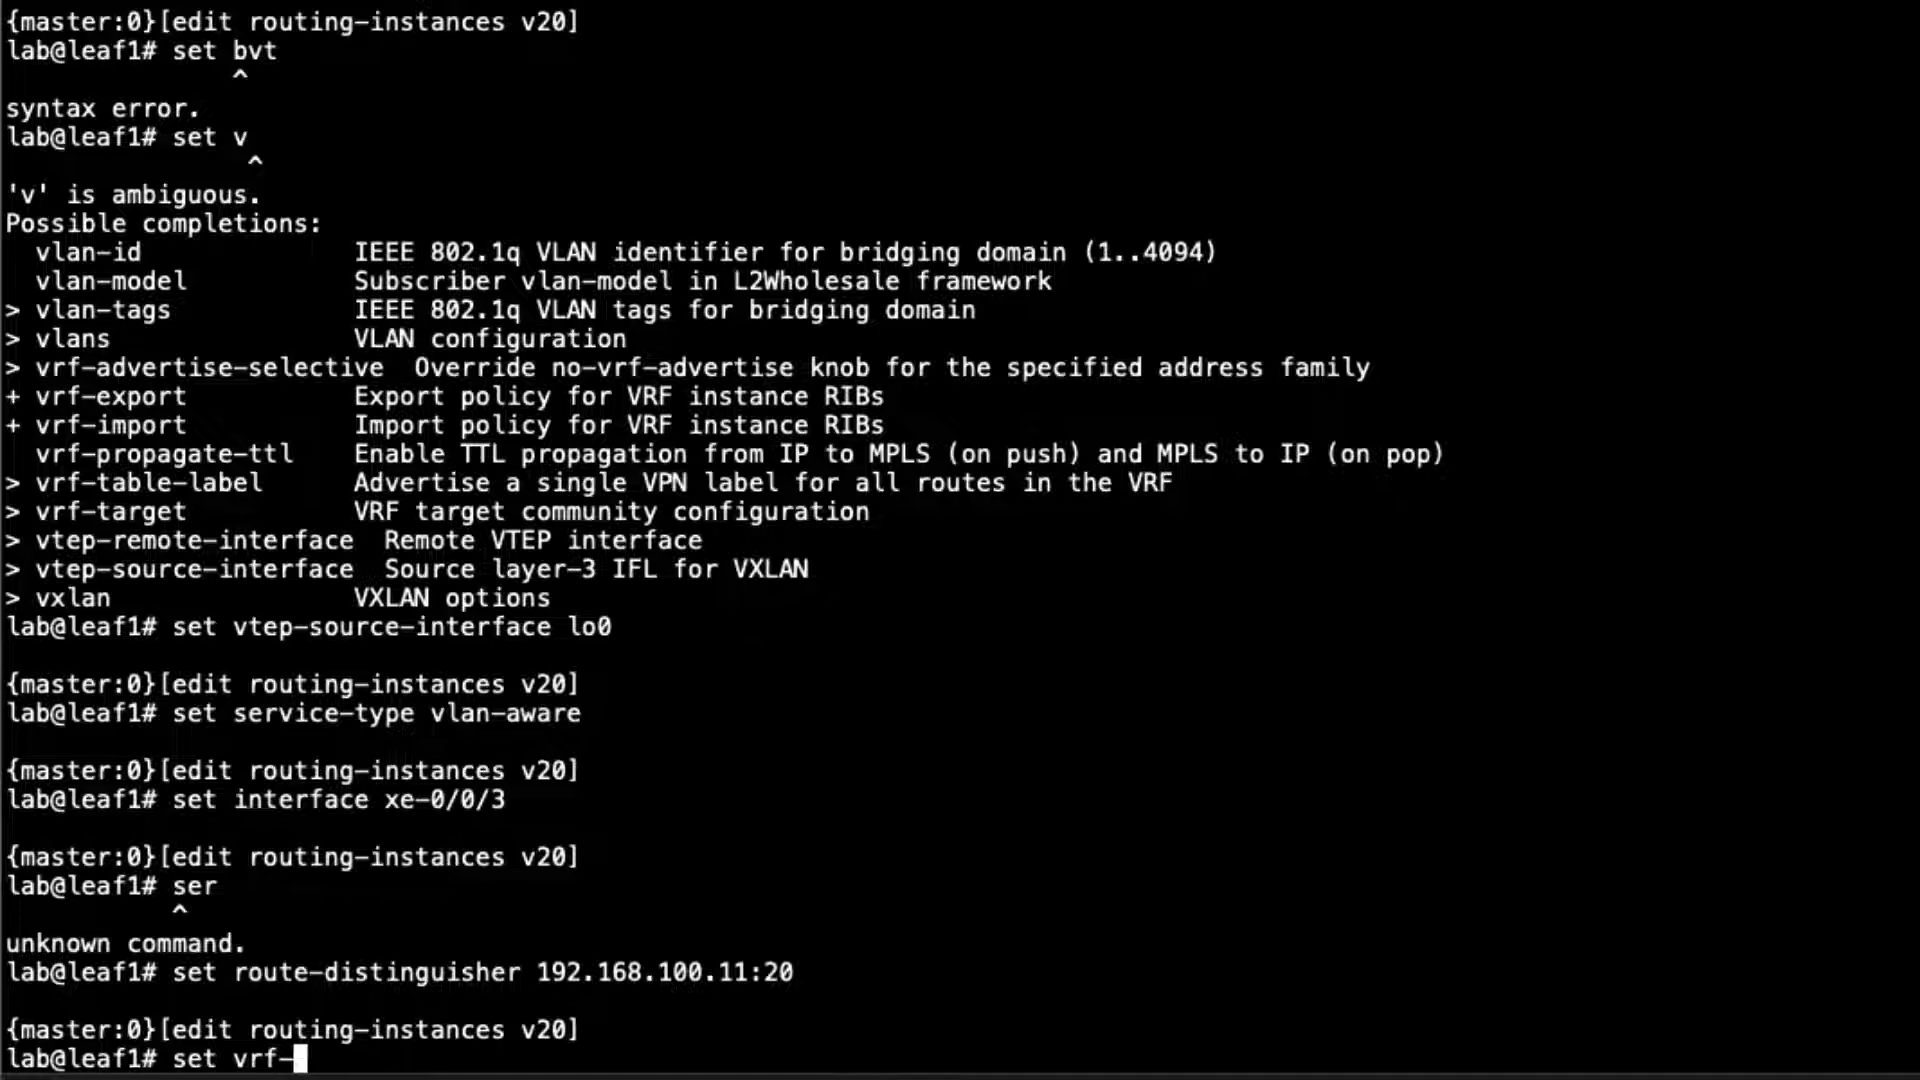 {master:0}[edit routing-instances v20]
lab@leaf1# set bvt
^
syntax error.
lab@leaf1# set v
^
'v' is ambiguous.
Possible completions:
vlan-id IEEE 802.1q VLAN identifier for bridging domain (1..4094)
vlan-model Subscriber vlan-model in L2Wholesale framework
> vlan-tags IEEE 802.1q VLAN tags for bridging domain
> vlans VLAN configuration
> vrf-advertise-selective Override no-vrf-advertise knob for the specified address family
+ vrf-export Export policy for VRF instance RIBs
+ vrf-import Import policy for VRF instance RIBs
vrf-propagate-ttl Enable TTL propagation from IP to MPLS (on push) and MPLS to IP (on pop)
> vrf-table-label Advertise a single VPN label for all routes in the VRF
> vrf-target VRF target community configuration
> vtep-remote-interface Remote VTEP interface
> vtep-source-interface Source layer-3 IFL for VXLAN
> vxlan VXLAN options
lab@leaf1# set vtep-source-interface lo0
{master:0}[edit routing-instances v20]
lab@leaf1# set service-type vlan-aware
{master:0}[edit routing-instances v20]
lab@leaf1# set interface xe-0/0/3
{master:0}[edit routing-instances v20]
lab@leaf1# ser
^
unknown command.
lab@leaf1# set route-distinguisher 192.168.100.11:20
{master:0}[edit routing-instances v20]
lab@leaf1# set vrf-